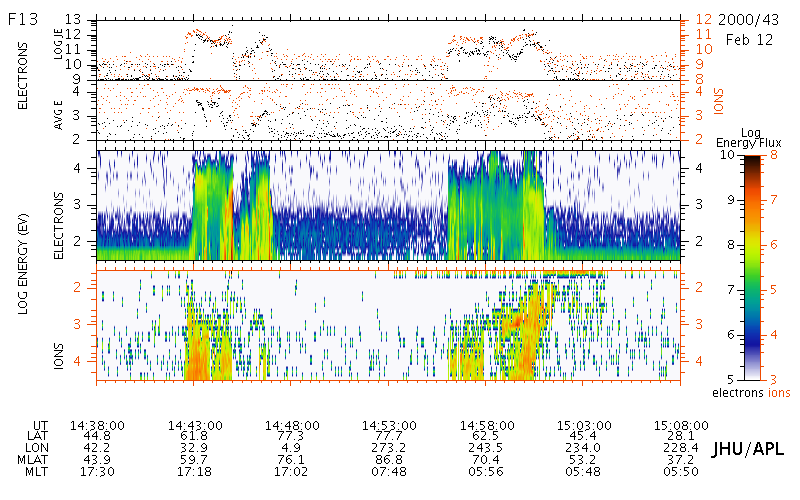 F13
2000/43
Feb 12
ELECTRONS
LOG JE
13
12
11
10
9
12
11
10
9
8
AVG E
4
3
2
4
3
2
IONS
LOG ENERGY (EV)
ELECTRONS
4
3
2
4
3
2
IONS
2
3
4
2
3
4
Log
Energy Flux
10
9
8
7
6
5
8
7
6
5
4
3
electrons ions
UT 14:38:00 14:43:00 14:48:00 14:53:00 14:58:00 15:03:00 15:08:00
LAT 44.8 61.8 77.3 77.7 62.5 45.4 28.1
LON 42.2 32.9 4.9 273.2 243.5 234.0 228.4
MLAT 43.9 59.7 76.1 86.8 70.4 53.2 37.2
MLT 17:30 17:18 17:02 07:48 05:56 05:48 05:50
JHU/APL